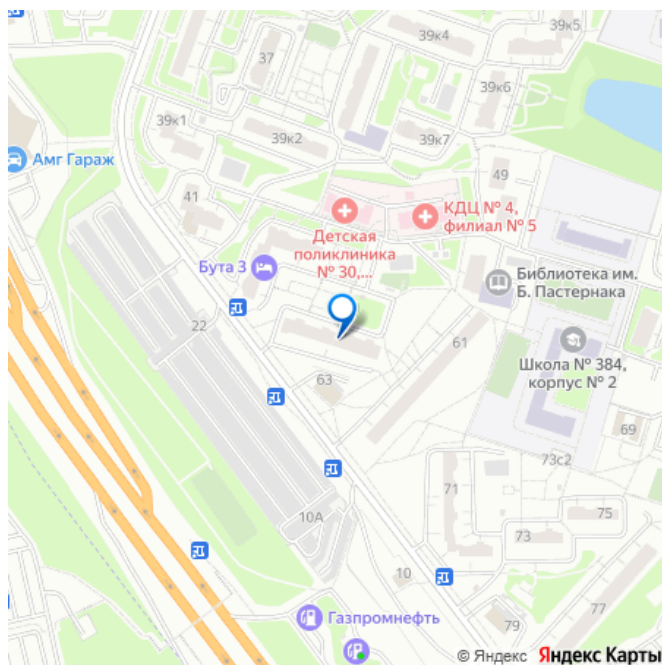 39к4
39к5
37
39к6
39к1
39к2
39к7
Амг Гараж
49
41
КДЦ № 4,
филиал № 5
Детская
поликлиника
№ 30,...
Бута 3
Библиотека им.
Б. Пастернака
22
61
Школа № 384,
корпус № 2
63
69
73с2
71
75
10А
73
10
77
Газпромнефть
79
© Яндекс Яндекс Карты